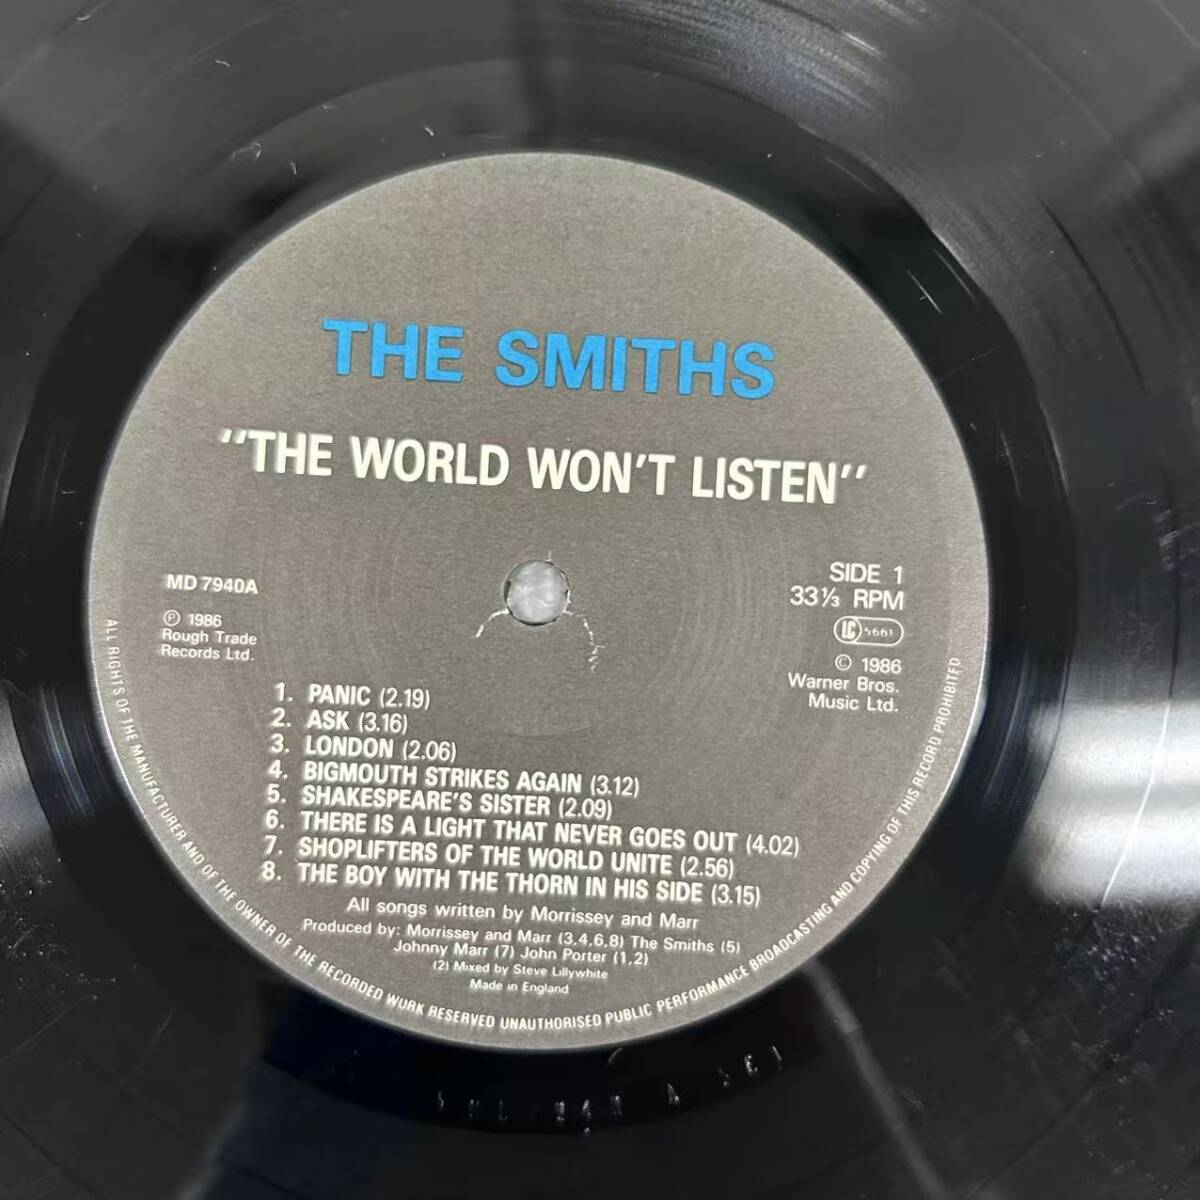 THE SMITHS
"THE WORLD WON'T LISTEN"
MD 7940A
℗ 1986
Rough Trade
Records Ltd.
SIDE 1
33⅓ RPM
LC 5661
© 1986
Warner Bros.
Music Ltd.
1. PANIC (2.19)
2. ASK (3.16)
3. LONDON (2.06)
4. BIGMOUTH STRIKES AGAIN (3.12)
5. SHAKESPEARE'S SISTER (2.09)
6. THERE IS A LIGHT THAT NEVER GOES OUT (4.02)
7. SHOPLIFTERS OF THE WORLD UNITE (2.56)
8. THE BOY WITH THE THORN IN HIS SIDE (3.15)
All songs written by Morrissey and Marr
Produced by: Morrissey and Marr (3,4,6,8) The Smiths (5)
Johnny Marr (7) John Porter (1,2)
(2) Mixed by Steve Lillywhite
Made in England
ALL RIGHTS OF THE MANUFACTURER AND OF THE OWNER OF THE RECORDED WORK RESERVED UNAUTHORISED PUBLIC PERFORMANCE BROADCASTING AND COPYING OF THIS RECORD PROHIBITED